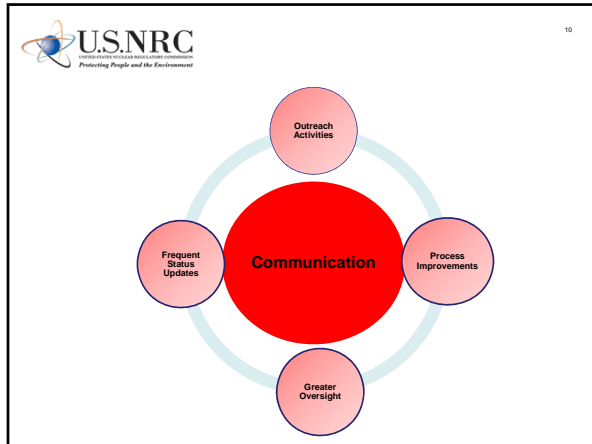 U.S.NRC
UNITED STATES NUCLEAR REGULATORY COMMISSION
Protecting People and the Environment
10
Outreach
Activities
Frequent
Status
Updates
Communication
Process
Improvements
Greater
Oversight